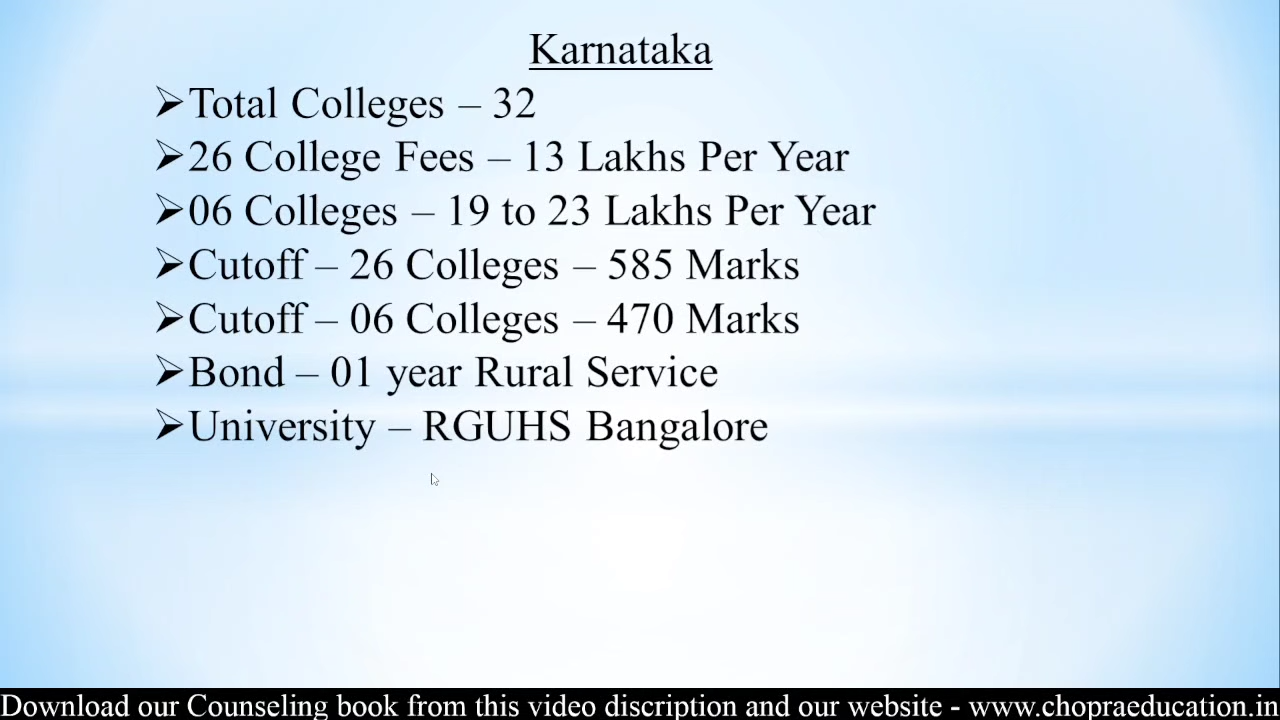 Karnataka
➢Total Colleges – 32
➢26 College Fees – 13 Lakhs Per Year
➢06 Colleges – 19 to 23 Lakhs Per Year
➢Cutoff – 26 Colleges – 585 Marks
➢Cutoff – 06 Colleges – 470 Marks
➢Bond – 01 year Rural Service
➢University – RGUHS Bangalore
Download our Counseling book from this video discription and our website - www.chopraeducation.in